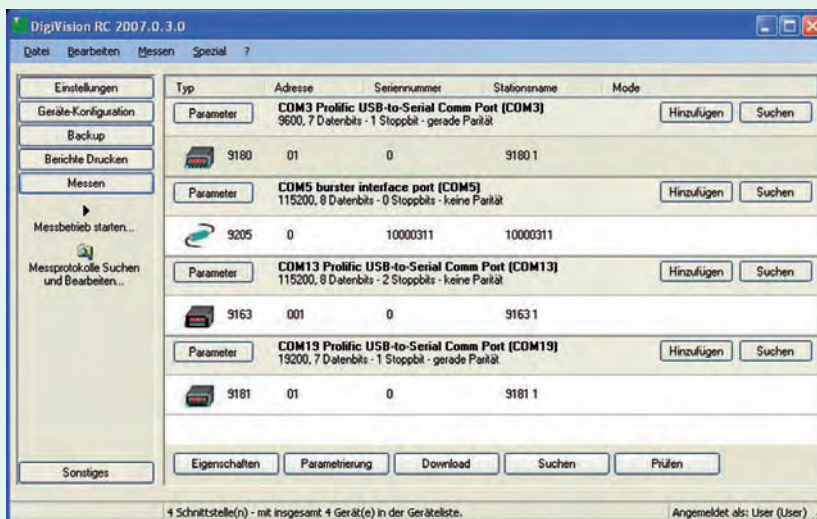 DigiVision RC 2007.0.3.0
Datei Bearbeiten Messen Spezial ?
Einstellungen
Geräte-Konfiguration
Backup
Berichte Drucken
Messen
Messbetrieb starten...
Messprotokolle Suchen
und Bearbeiten...
Sonstiges
Typ Adresse Seriennummer Stationsname Mode
Parameter COM3 Prolific USB-to-Serial Comm Port (COM3) Hinzufügen Suchen
9600, 7 Datenbits - 1 Stoppbit - gerade Parität
9180 01 0 9180 1
Parameter COM5 burster interface port (COM5) Hinzufügen Suchen
115200, 8 Datenbits - 0 Stoppbits - keine Parität
9205 0 10000311 10000311
Parameter COM13 Prolific USB-to-Serial Comm Port (COM13) Hinzufügen Suchen
115200, 8 Datenbits - 2 Stoppbits - keine Parität
9163 001 0 9163 1
Parameter COM19 Prolific USB-to-Serial Comm Port (COM19) Hinzufügen Suchen
19200, 7 Datenbits - 1 Stoppbit - gerade Parität
9181 01 0 9181 1
Eigenschaften Parametrierung Download Suchen Prüfen
4 Schnittstelle(n) - mit insgesamt 4 Gerät(e) in der Geräteliste. Angemeldet als: User (User)